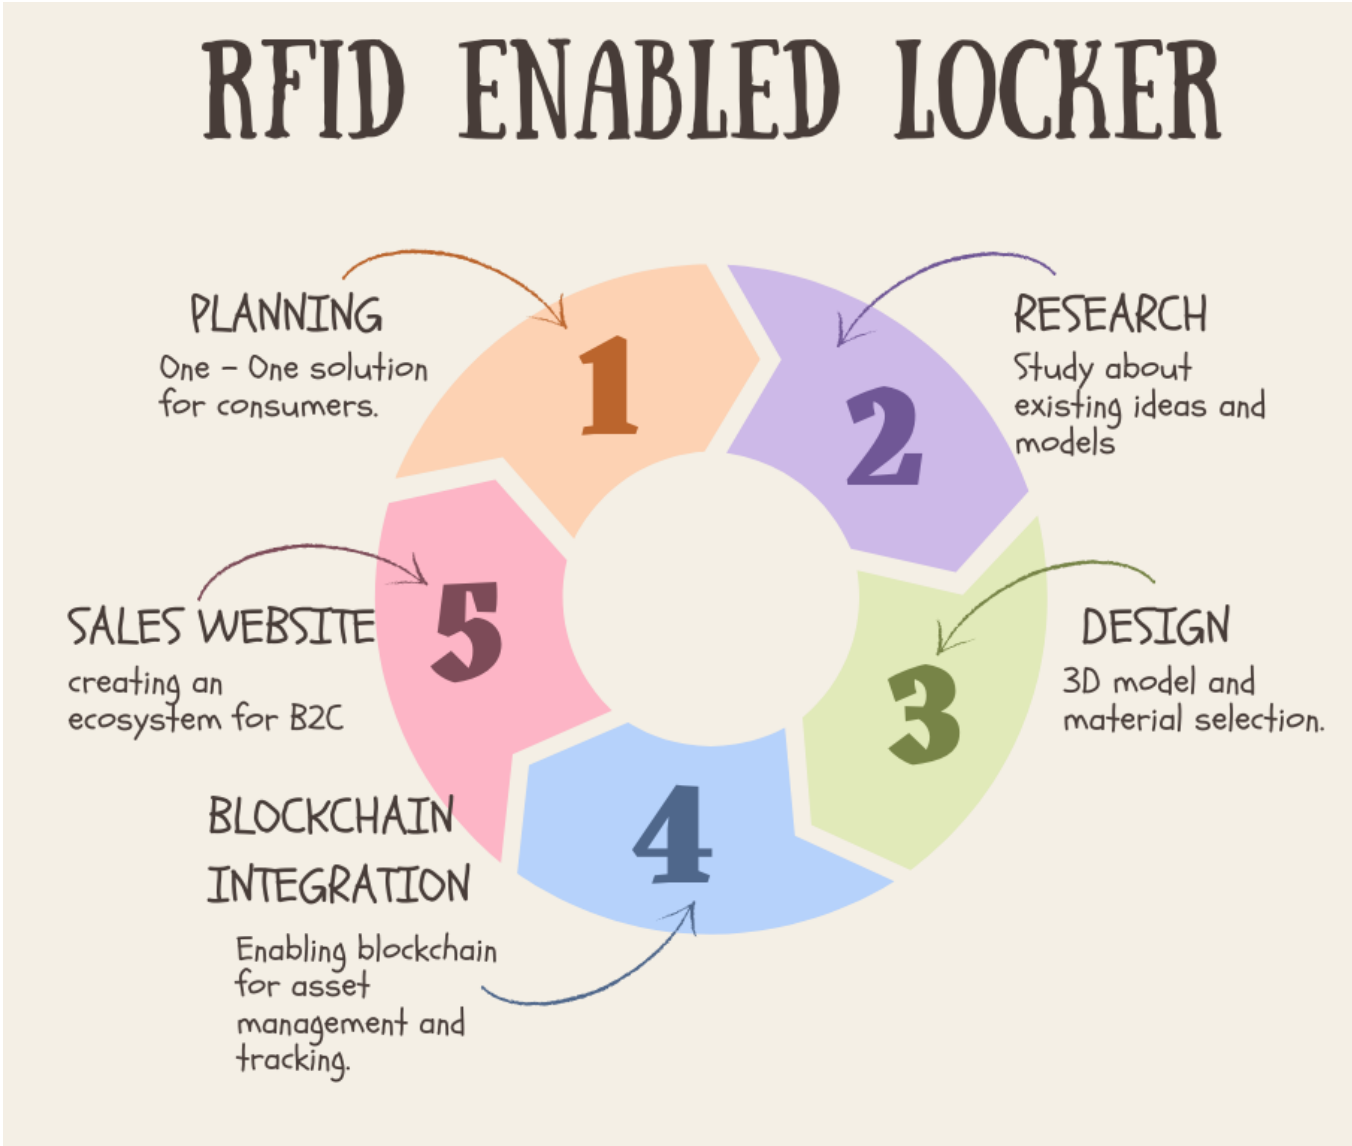 RFID ENABLED LOCKER
1
PLANNING
One - One solution
for consumers.
2
RESEARCH
Study about
existing ideas and
models
3
DESIGN
3D model and
material selection.
4
BLOCKCHAIN
INTEGRATION
Enabling blockchain
for asset
management and
tracking.
5
SALES WEBSITE
creating an
ecosystem for B2C